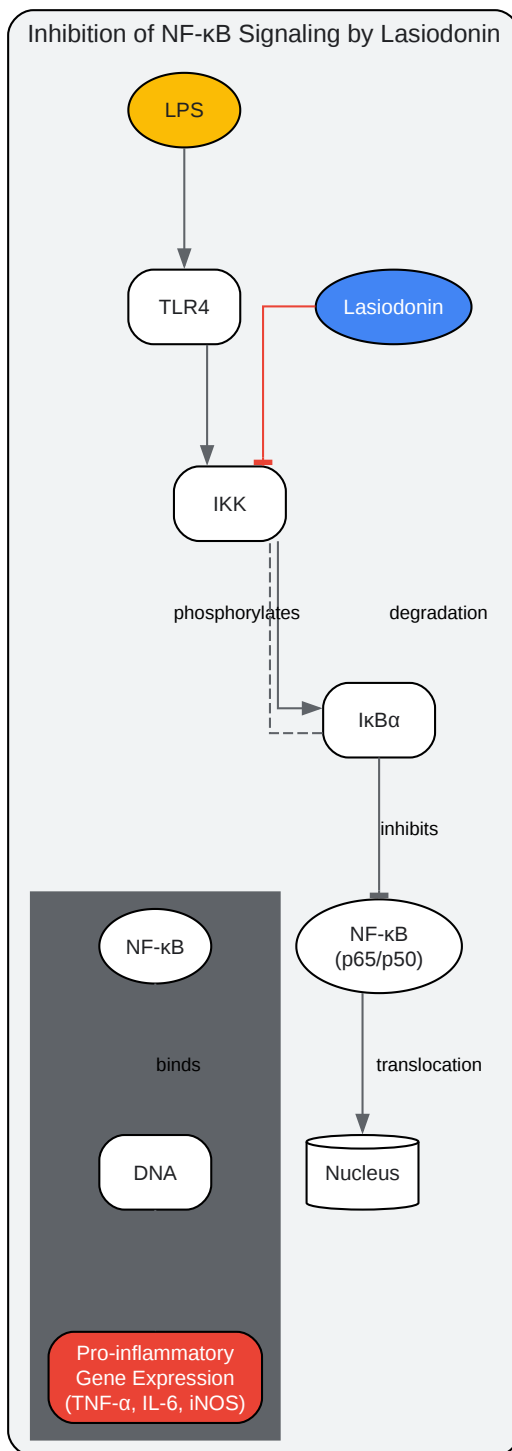 Inhibition of NF-κB Signaling by Lasiodonin
LPS
TLR4
Lasiodonin
IKK
phosphorylates
degradation
IκBα
inhibits
NF-κB
NF-κB
(p65/p50)
binds
translocation
DNA
Nucleus
Pro-inflammatory
Gene Expression
(TNF-α, IL-6, iNOS)